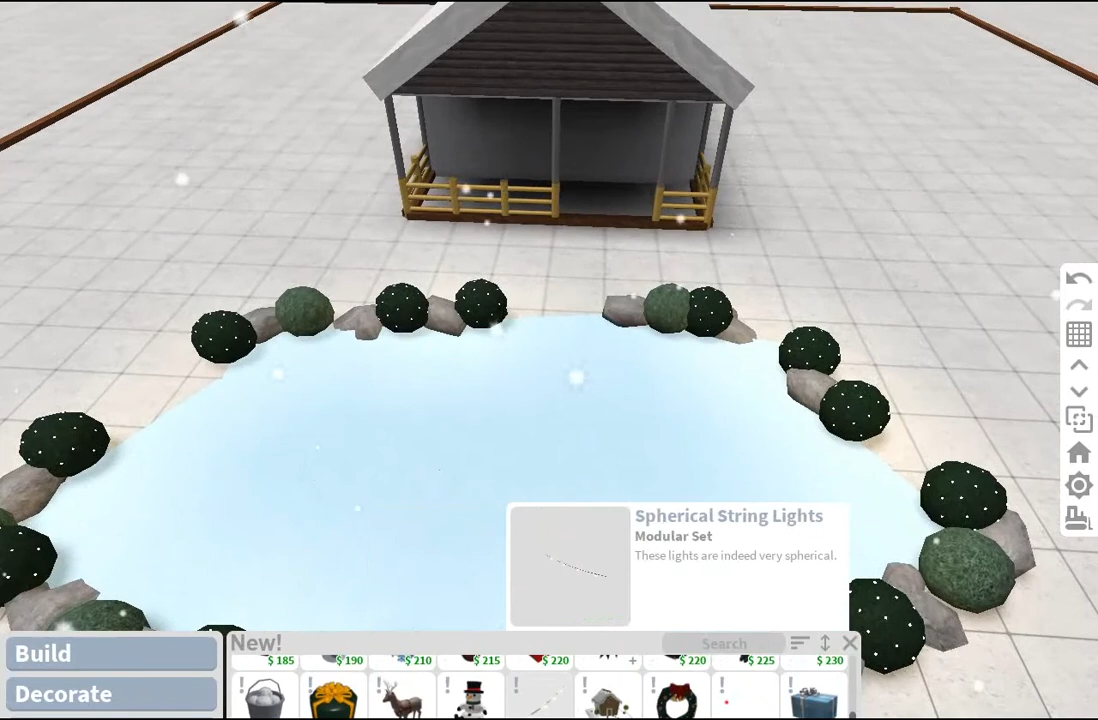 Spherical String Lights
Modular Set
These lights are indeed very spherical.
Build
New!
Search
$ 185 $190 $210 $ 215 $ 220 + $ 220 $ 225 $ 230
Decorate
! ! ! ! ! ! ! ! !